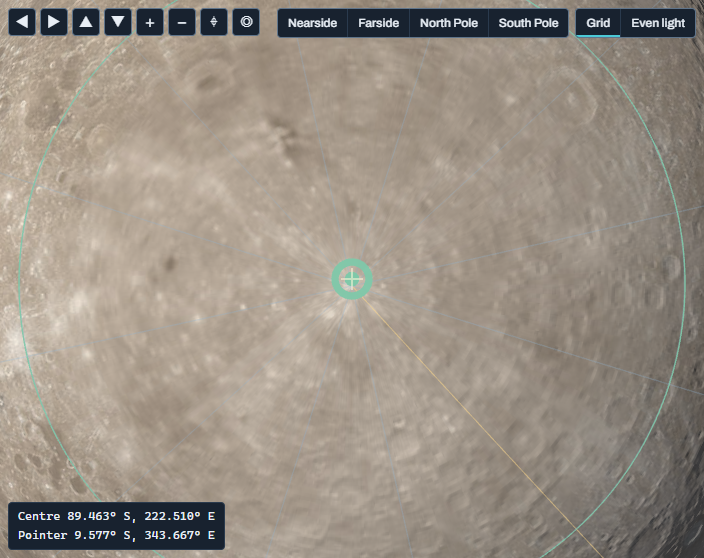 Nearside Farside North Pole South Pole Grid Even light
Centre 89.463° S, 222.510° E
Pointer 9.577° S, 343.667° E